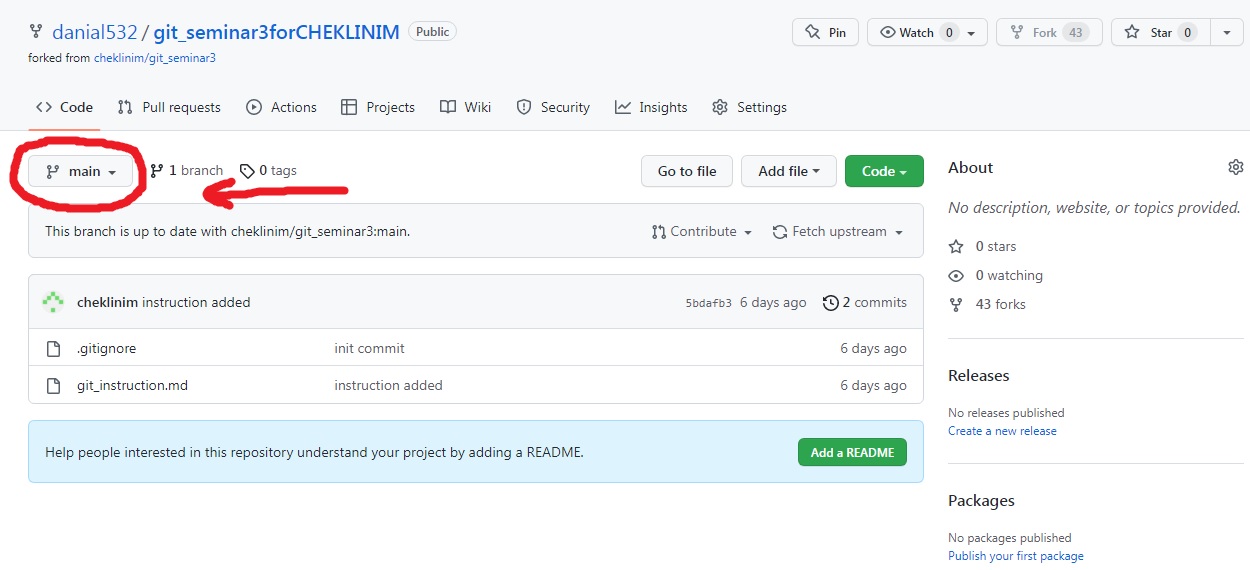 danial532 / git_seminar3forCHEKLINIM Public Pin Watch 0 Fork 43 Star 0
forked from cheklinim/git_seminar3
Code Pull requests Actions Projects Wiki Security Insights Settings
main 1 branch 0 tags Go to file Add file Code
This branch is up to date with cheklinim/git_seminar3:main. Contribute Fetch upstream
cheklinim instruction added 5bdafb3 6 days ago 2 commits
.gitignore init commit 6 days ago
git_instruction.md instruction added 6 days ago
Help people interested in this repository understand your project by adding a README. Add a README
About
No description, website, or topics provided.
0 stars
0 watching
43 forks
Releases
No releases published
Create a new release
Packages
No packages published
Publish your first package